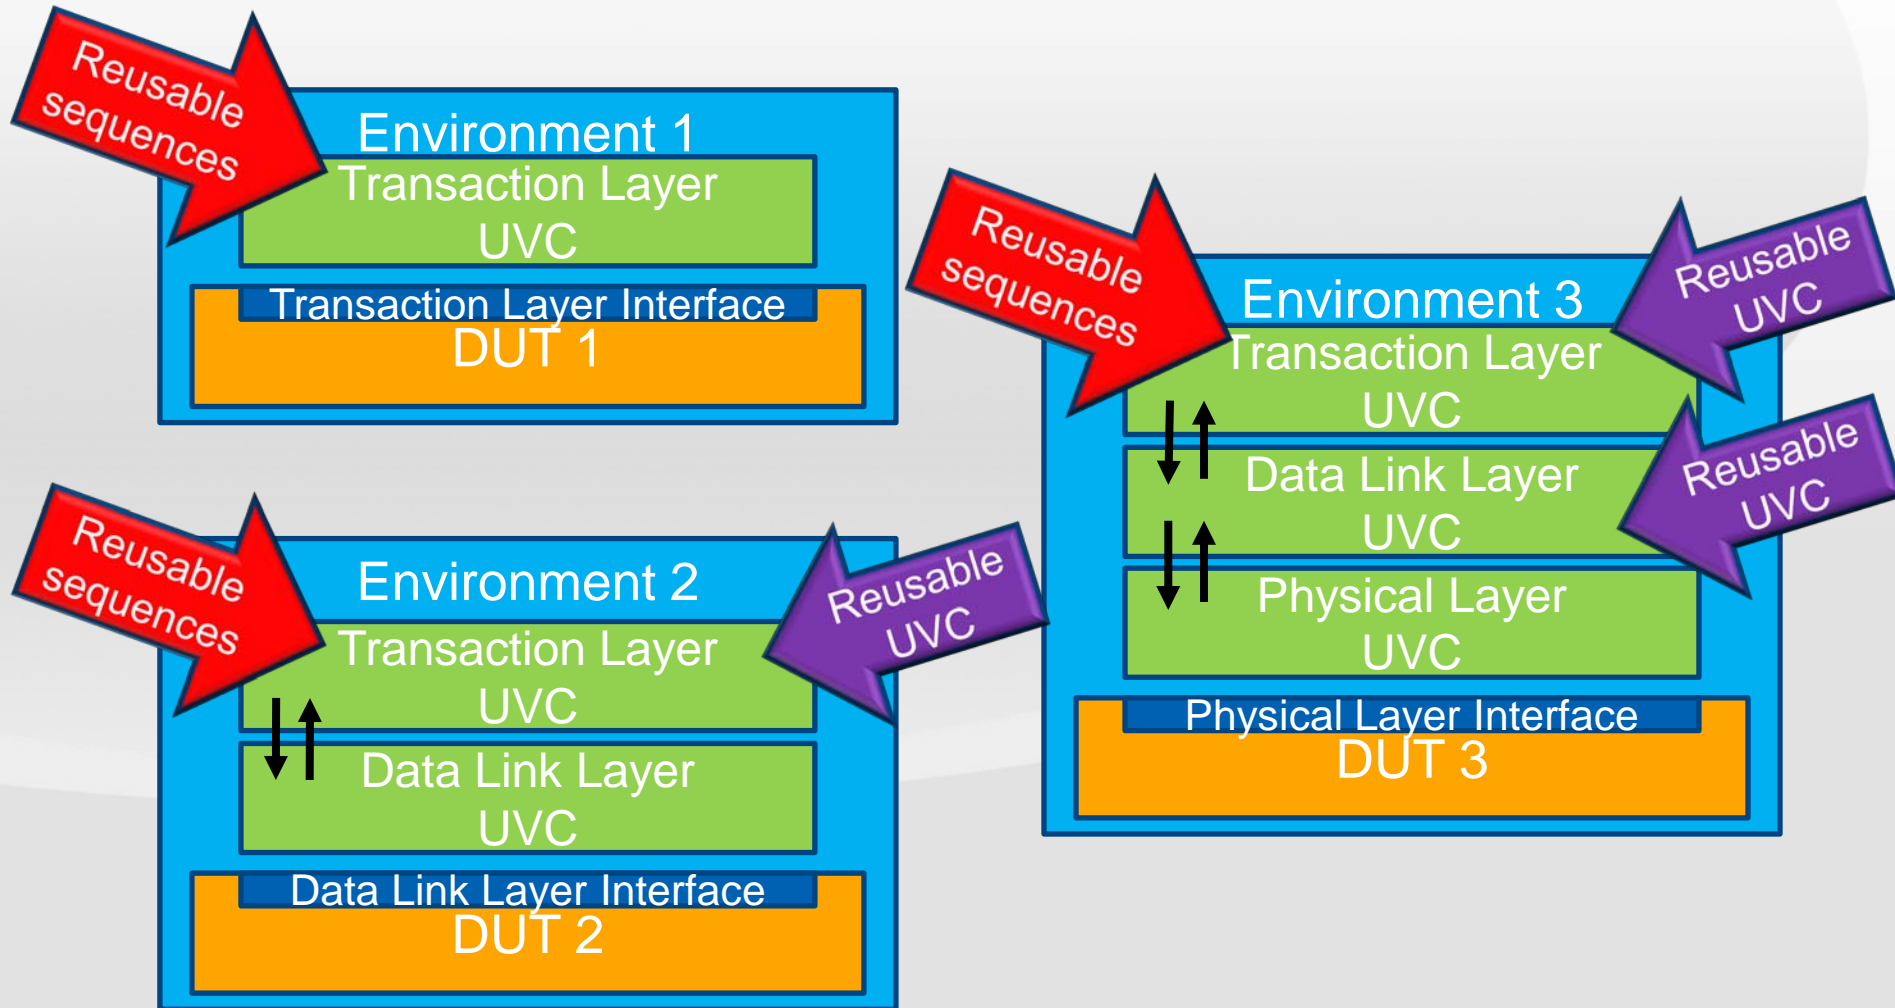 Reusable
sequences
Environment 1
Transaction Layer
UVC
Transaction Layer Interface
DUT 1
Reusable
sequences
Environment 2
Reusable
UVC
Transaction Layer
UVC
Data Link Layer
UVC
Data Link Layer Interface
DUT 2
Reusable
sequences
Environment 3
Reusable
UVC
Transaction Layer
UVC
Reusable
UVC
Data Link Layer
UVC
Physical Layer
UVC
Physical Layer Interface
DUT 3